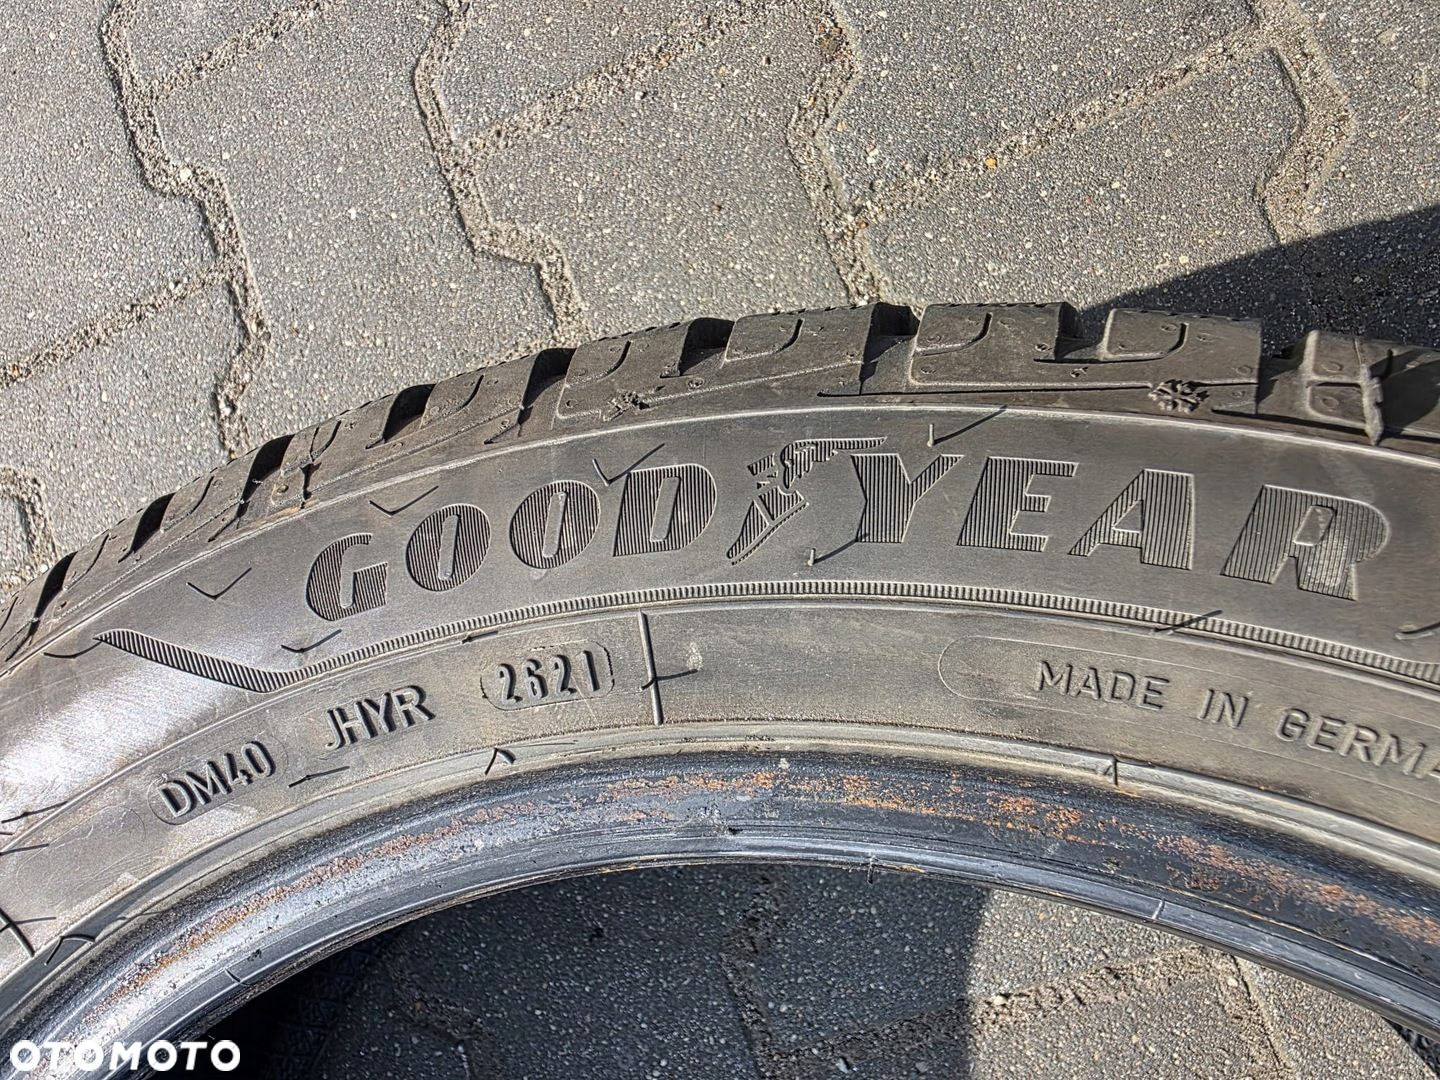 GOODYEAR
DM40 JHYR 2621
MADE IN GERMA
OTOMOTO